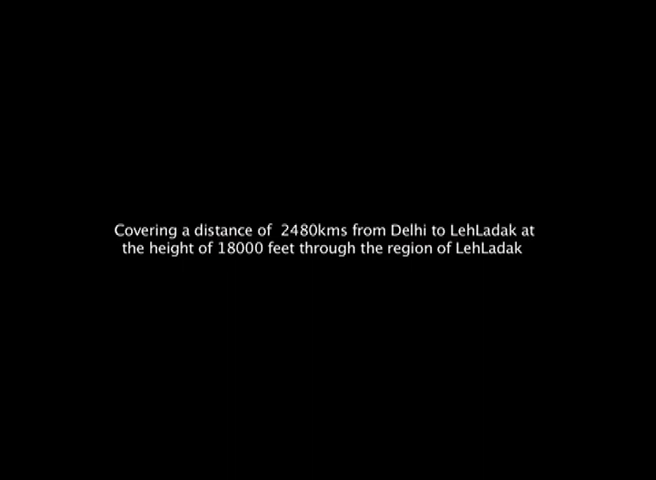 Covering a distance of  2480kms from Delhi to LehLadak at
the height of 18000 feet through the region of LehLadak